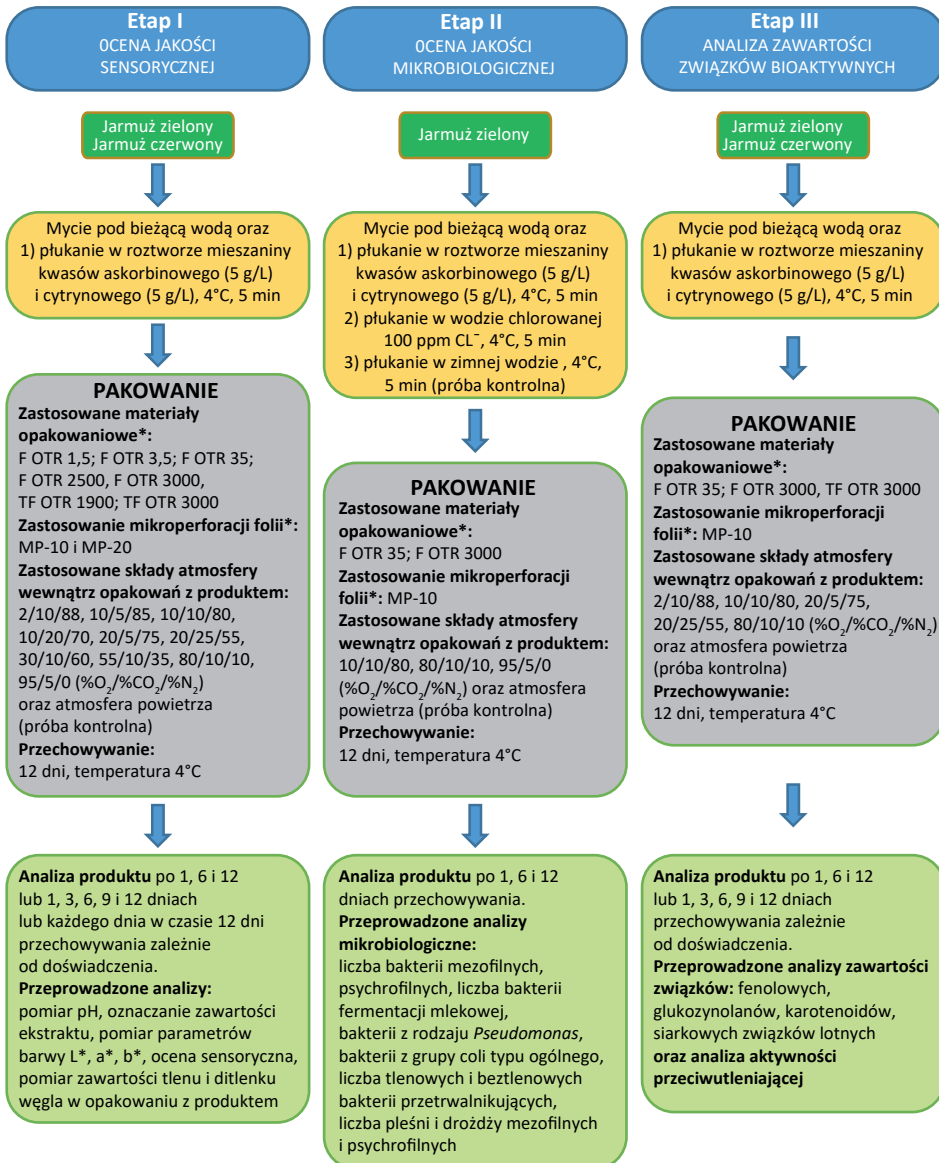 Etap I
0CENA JAKOŚCI
SENSORYCZNEJ
Jarmuż zielony
Jarmuż czerwony
Mycie pod bieżącą wodą oraz
1) płukanie w roztworze mieszaniny
kwasów askorbinowego (5 g/L)
i cytrynowego (5 g/L), 4°C, 5 min
PAKOWANIE
Zastosowane materiały
opakowaniowe*:
F OTR 1,5; F OTR 3,5; F OTR 35;
F OTR 2500, F OTR 3000,
TF OTR 1900; TF OTR 3000
Zastosowanie mikroperforacji folii*:
MP-10 i MP-20
Zastosowane składy atmosfery
wewnątrz opakowań z produktem:
2/10/88, 10/5/85, 10/10/80,
10/20/70, 20/5/75, 20/25/55,
30/10/60, 55/10/35, 80/10/10,
95/5/0 (%O₂/%CO₂/%N₂)
oraz atmosfera powietrza
(próba kontrolna)
Przechowywanie:
12 dni, temperatura 4°C
Analiza produktu po 1, 6 i 12
lub 1, 3, 6, 9 i 12 dniach
lub każdego dnia w czasie 12 dni
przechowywania zależnie
od doświadczenia.
Przeprowadzone analizy:
pomiar pH, oznaczanie zawartości
ekstraktu, pomiar parametrów
barwy L*, a*, b*, ocena sensoryczna,
pomiar zawartości tlenu i ditlenku
węgla w opakowaniu z produktem
Etap II
0CENA JAKOŚCI
MIKROBIOLOGICZNEJ
Jarmuż zielony
Mycie pod bieżącą wodą oraz
1) płukanie w roztworze mieszaniny
kwasów askorbinowego (5 g/L)
i cytrynowego (5 g/L), 4°C, 5 min
2) płukanie w wodzie chlorowanej
100 ppm CL⁻, 4°C, 5 min
3) płukanie w zimnej wodzie , 4°C,
5 min (próba kontrolna)
PAKOWANIE
Zastosowane materiały
opakowaniowe*:
F OTR 35; F OTR 3000
Zastosowanie mikroperforacji
folii*: MP-10
Zastosowane składy atmosfery
wewnątrz opakowań z produktem:
10/10/80, 80/10/10, 95/5/0
(%O₂/%CO₂/%N₂) oraz atmosfera
powietrza (próba kontrolna)
Przechowywanie:
12 dni, temperatura 4°C
Analiza produktu po 1, 6 i 12
dniach przechowywania.
Przeprowadzone analizy
mikrobiologiczne:
liczba bakterii mezofilnych,
psychrofilnych, liczba bakterii
fermentacji mlekowej,
bakterii z rodzaju Pseudomonas,
bakterii z grupy coli typu ogólnego,
liczba tlenowych i beztlenowych
bakterii przetrwalnikujących,
liczba pleśni i drożdży mezofilnych
i psychrofilnych
Etap III
ANALIZA ZAWARTOŚCI
ZWIĄZKÓW BIOAKTYWNYCH
Jarmuż zielony
Jarmuż czerwony
Mycie pod bieżącą wodą oraz
1) płukanie w roztworze mieszaniny
kwasów askorbinowego (5 g/L)
i cytrynowego (5 g/L), 4°C, 5 min
PAKOWANIE
Zastosowane materiały
opakowaniowe*:
F OTR 35; F OTR 3000, TF OTR 3000
Zastosowanie mikroperforacji
folii*: MP-10
Zastosowane składy atmosfery
wewnątrz opakowań z produktem:
2/10/88, 10/10/80, 20/5/75,
20/25/55, 80/10/10 (%O₂/%CO₂/%N₂)
oraz atmosfera powietrza
(próba kontrolna)
Przechowywanie:
12 dni, temperatura 4°C
Analiza produktu po 1, 6 i 12
lub 1, 3, 6, 9 i 12 dniach
przechowywania zależnie
od doświadczenia.
Przeprowadzone analizy zawartości
związków: fenolowych,
glukozynolanów, karotenoidów,
siarkowych związków lotnych
oraz analiza aktywności
przeciwutleniającej